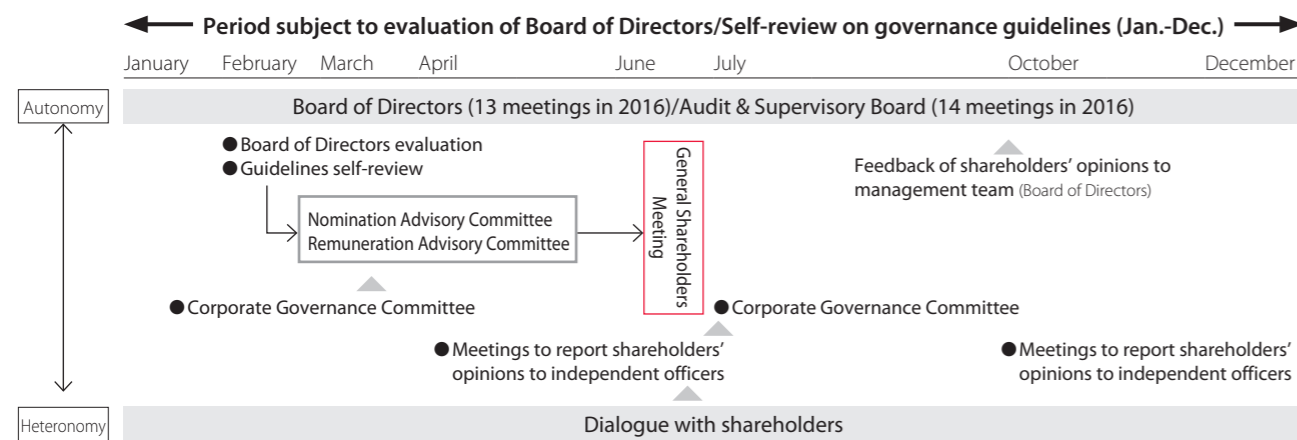 Period subject to evaluation of Board of Directors/Self-review on governance guidelines (Jan.-Dec.)
January February March April June July October December
Autonomy
Board of Directors (13 meetings in 2016)/Audit & Supervisory Board (14 meetings in 2016)
● Board of Directors evaluation
● Guidelines self-review
Nomination Advisory Committee
Remuneration Advisory Committee
General Shareholders
Meeting
Feedback of shareholders’ opinions to
management team (Board of Directors)
● Corporate Governance Committee
● Corporate Governance Committee
● Meetings to report shareholders’
opinions to independent officers
● Meetings to report shareholders’
opinions to independent officers
Heteronomy
Dialogue with shareholders